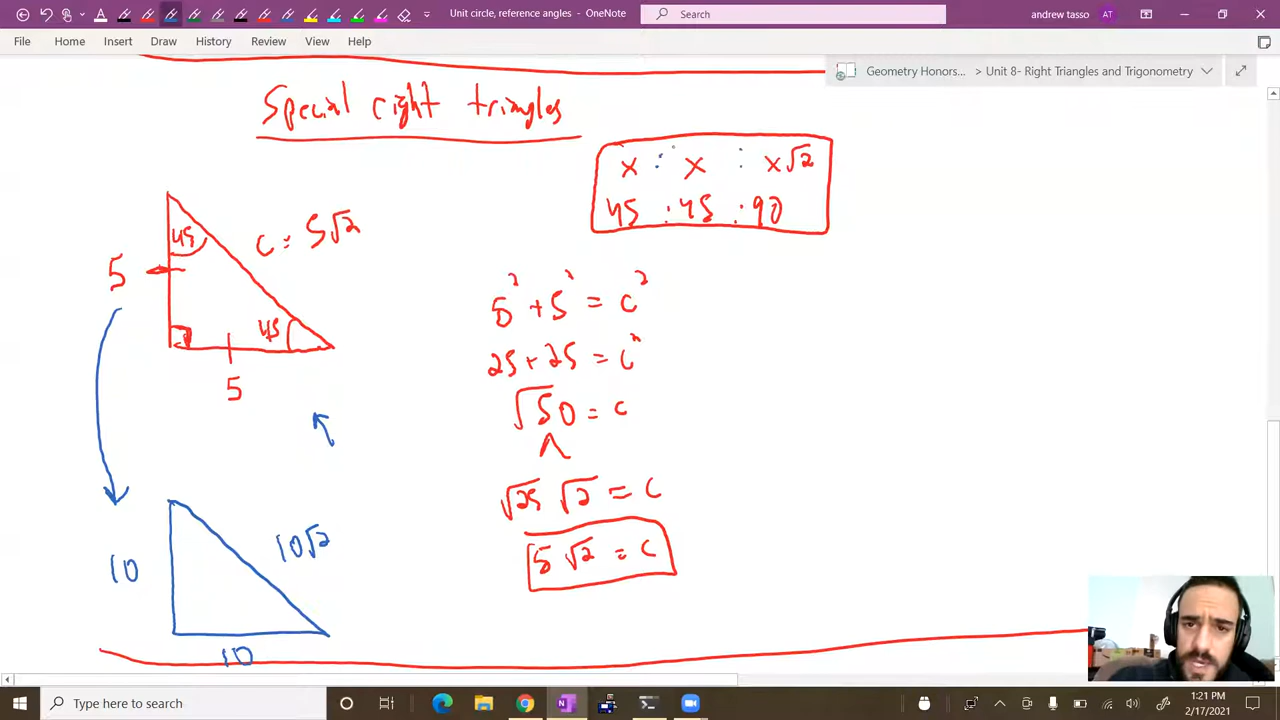 Unit circle, reference angles - OneNote
Search
andrew tasso
AT
File Home Insert Draw History Review View Help
Geometry Honors... > Unit 8- Right Triangles and Trigonometry
Special right triangles
x : x : x√2
45 : 45 : 90
45
c = 5√2
5
45
5
5² + 5² = c²
25 + 25 = c²
√50 = c
√25 √2 = c
5√2 = c
10√2
10
10
Type here to search
1:21 PM
2/17/2021